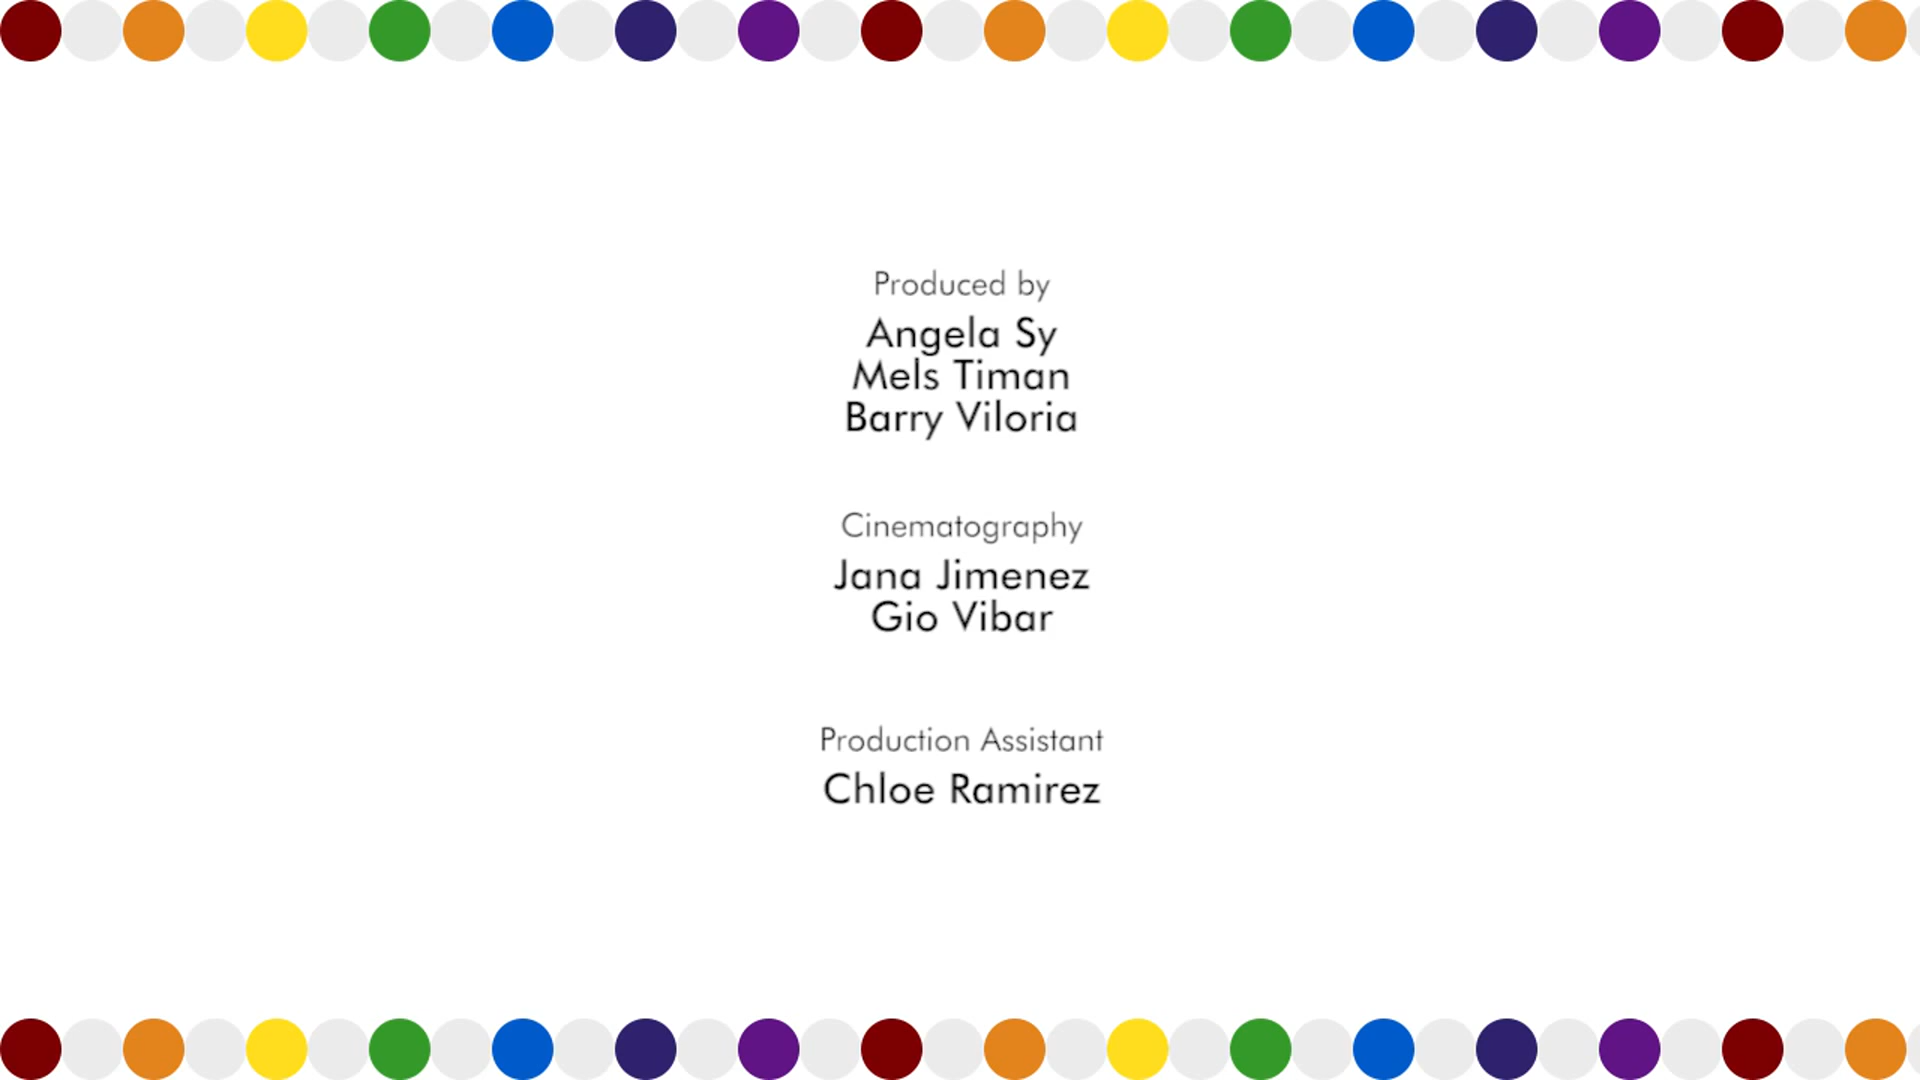 Produced by
Angela Sy
Mels Timan
Barry Viloria
Cinematography
Jana Jimenez
Gio Vibar
Production Assistant
Chloe Ramirez